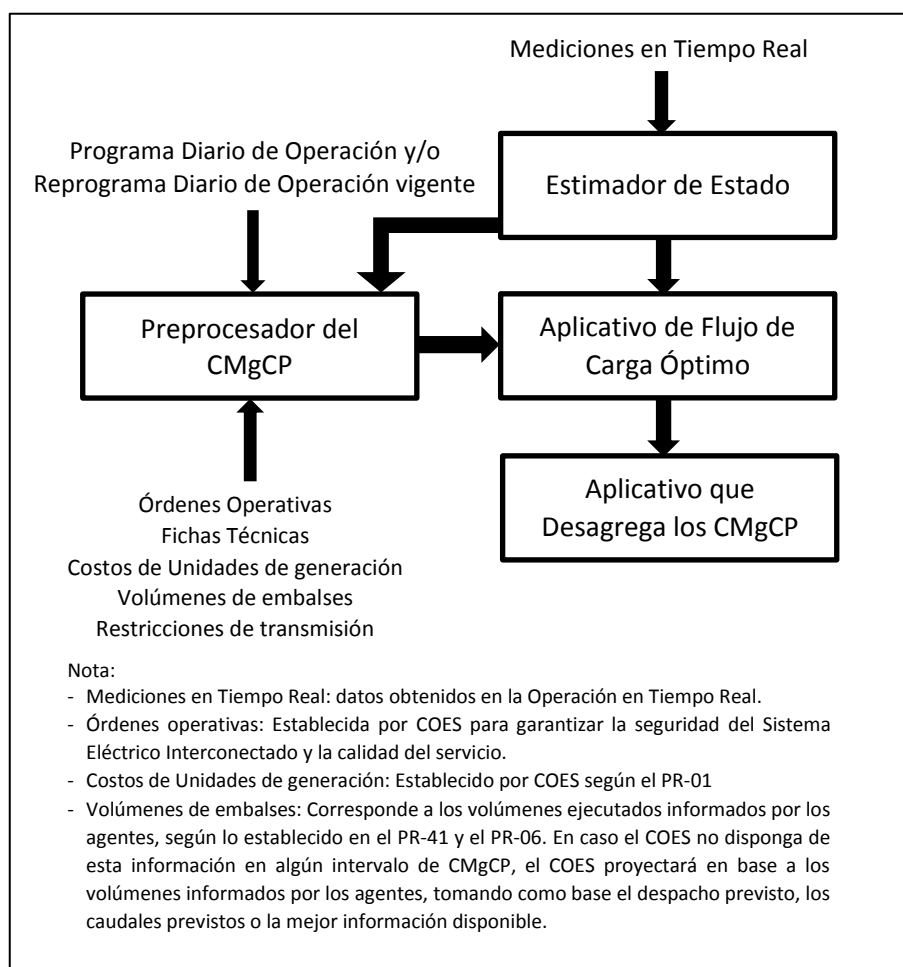 Mediciones en Tiempo Real
Programa Diario de Operación y/o
Reprograma Diario de Operación vigente
Estimador de Estado
Preprocesador del
CMgCP
Aplicativo de Flujo de
Carga Óptimo
Aplicativo que
Desagrega los CMgCP
Órdenes Operativas
Fichas Técnicas
Costos de Unidades de generación
Volúmenes de embalses
Restricciones de transmisión
Nota:
- Mediciones en Tiempo Real: datos obtenidos en la Operación en Tiempo Real.
- Órdenes operativas: Establecida por COES para garantizar la seguridad del Sistema
Eléctrico Interconectado y la calidad del servicio.
- Costos de Unidades de generación: Establecido por COES según el PR-01
- Volúmenes de embalses: Corresponde a los volúmenes ejecutados informados por los
agentes, según lo establecido en el PR-41 y el PR-06. En caso el COES no disponga de
esta información en algún intervalo de CMgCP, el COES proyectará en base a los
volúmenes informados por los agentes, tomando como base el despacho previsto, los
caudales previstos o la mejor información disponible.